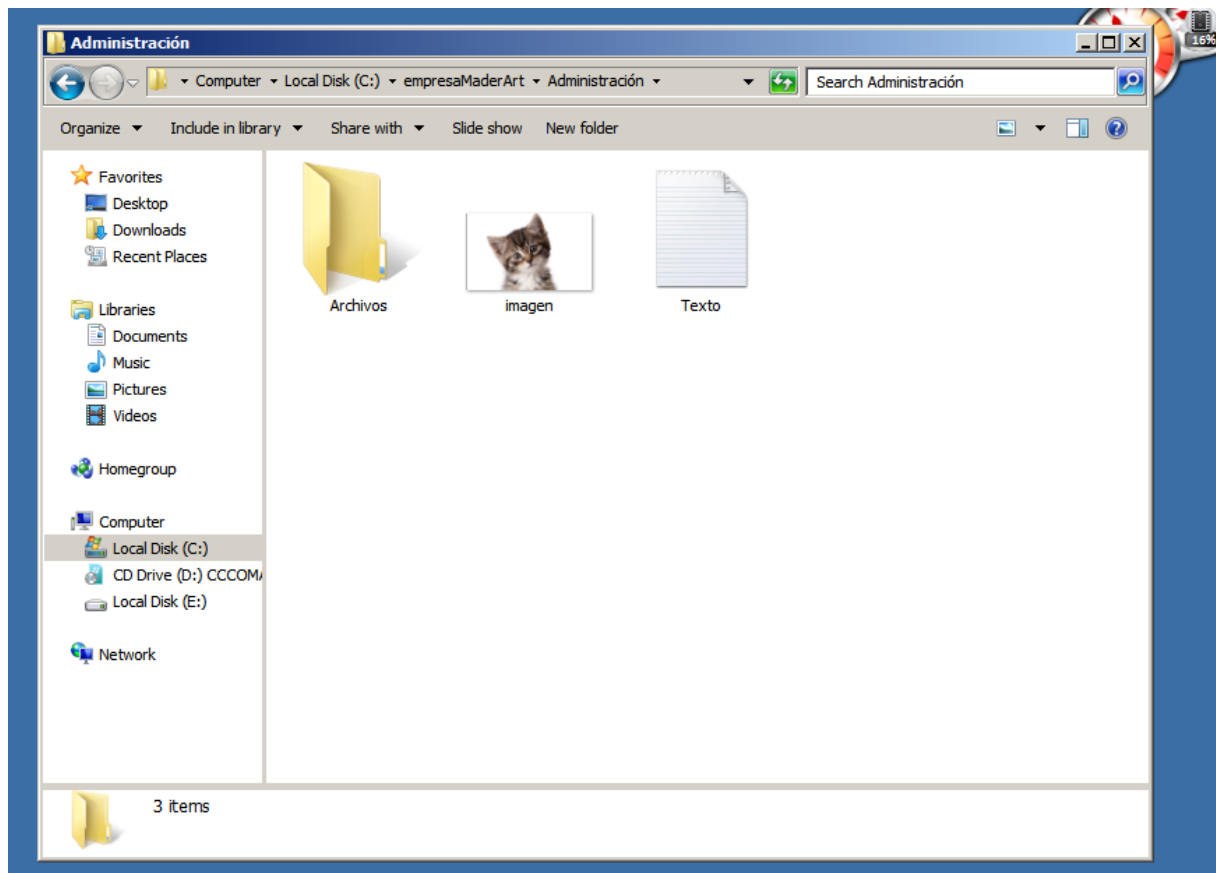 Administración
16%
Computer Local Disk (C:) empresaMaderArt Administración Search Administración
Organize Include in library Share with Slide show New folder
Favorites
Desktop
Downloads
Recent Places
Libraries
Documents
Music
Pictures
Videos
Homegroup
Computer
Local Disk (C:)
CD Drive (D:) CCCOMA
Local Disk (E:)
Network
Archivos imagen Texto
3 items